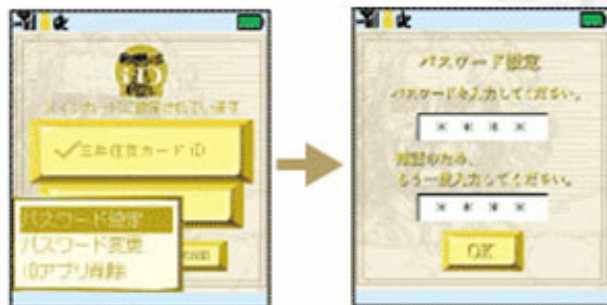 iD
メインカードに設定されています
✓三井住友カード iD
パスワード設定
パスワード変更
iDアプリ削除
パスワード設定
パスワードを入力してください。
* * * *
確認のため、
もう一度入力してください。
* * * *
OK